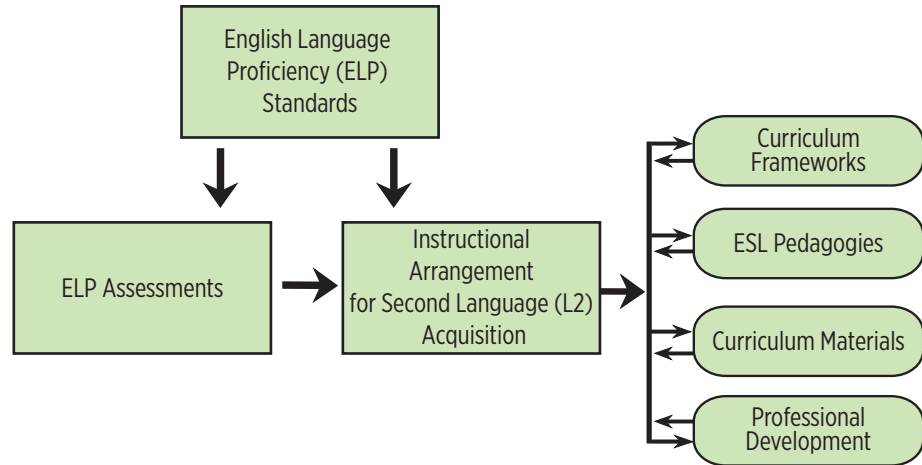 English Language
Proficiency (ELP)
Standards
ELP Assessments
Instructional
Arrangement
for Second Language (L2)
Acquisition
Curriculum
Frameworks
ESL Pedagogies
Curriculum Materials
Professional
Development